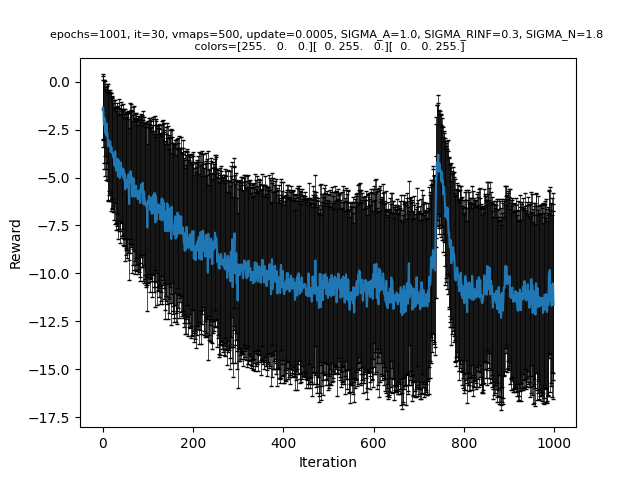 epochs=1001, it=30, vmaps=500, update=0.0005, SIGMA_A=1.0, SIGMA_RINF=0.3, SIGMA_N=1.8
colors=[255.   0.   0.][  0. 255.   0.][  0.   0. 255.]
0.0
−2.5
−5.0
−7.5
−10.0
−12.5
−15.0
−17.5
Reward
0 200 400 600 800 1000
Iteration